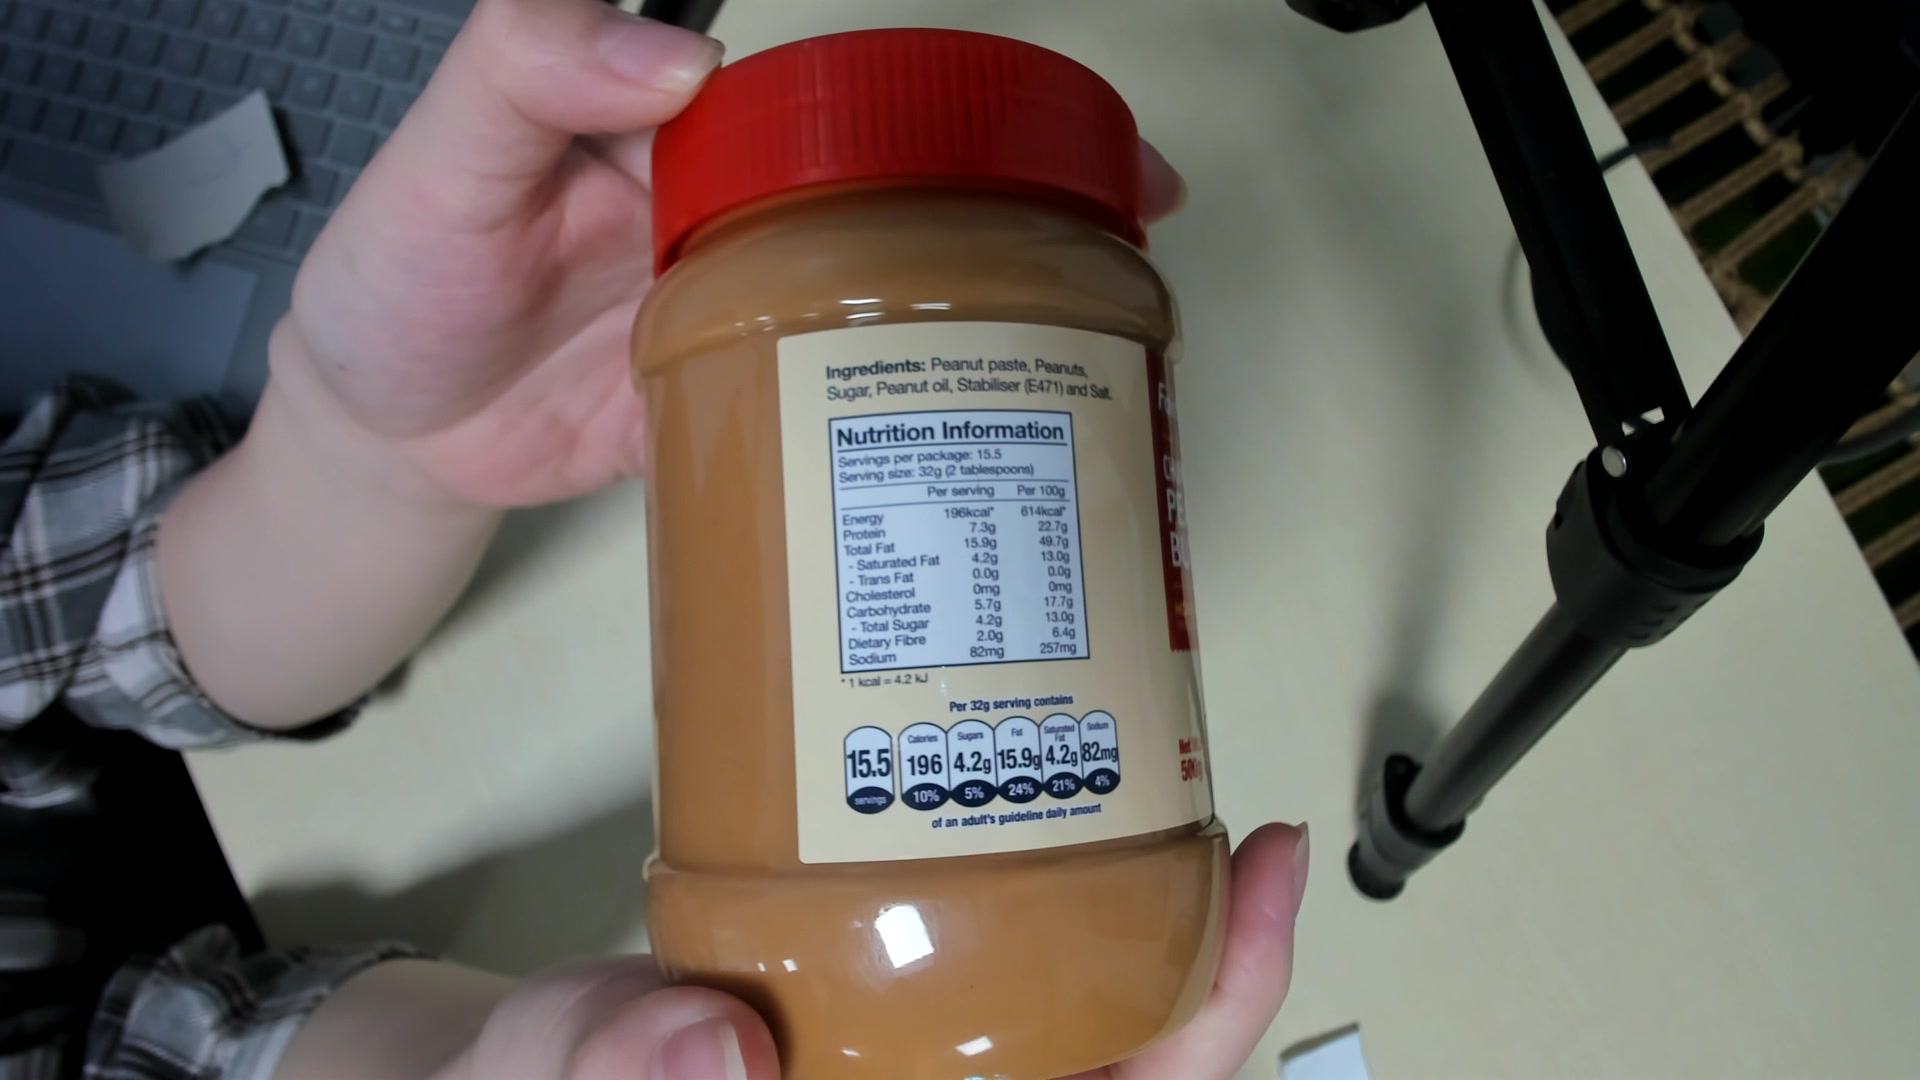 Ingredients: Peanut paste, Peanuts,
Sugar, Peanut oil, Stabiliser (E471) and Salt.
Nutrition Information
Servings per package: 15.5
Serving size: 32g (2 tablespoons)
Per serving Per 100g
Energy 196kcal* 614kcal*
Protein 7.3g 22.7g
Total Fat 15.9g 49.7g
- Saturated Fat 4.2g 13.0g
- Trans Fat 0.0g 0.0g
Cholesterol 0mg 0mg
Carbohydrate 5.7g 17.7g
- Total Sugar 4.2g 13.0g
Dietary Fibre 2.0g 6.4g
Sodium 82mg 257mg
* 1 kcal = 4.2 kJ
Per 32g serving contains
Calories Sugars Fat Saturated Fat Sodium
15.5 196 4.2g 15.9g 4.2g 82mg
servings 10% 5% 24% 21% 4%
of an adult's guideline daily amount
Net
500g